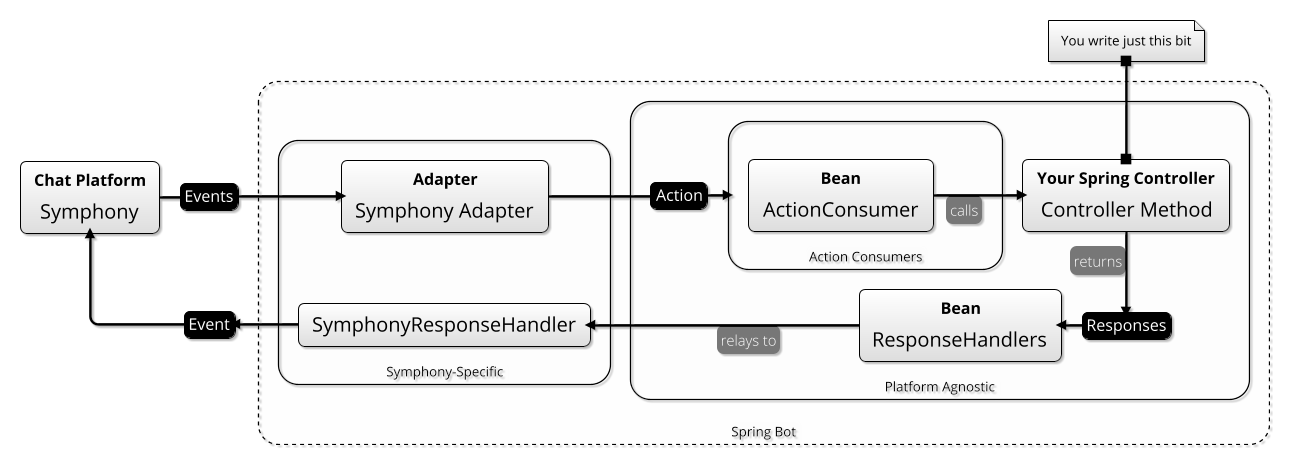 You write just this bit
Chat Platform
Symphony
Events
Adapter
Symphony Adapter
Action
Bean
ActionConsumer
calls
Your Spring Controller
Controller Method
Action Consumers
returns
Event
SymphonyResponseHandler
relays to
Bean
ResponseHandlers
Responses
Symphony-Specific
Platform Agnostic
Spring Bot